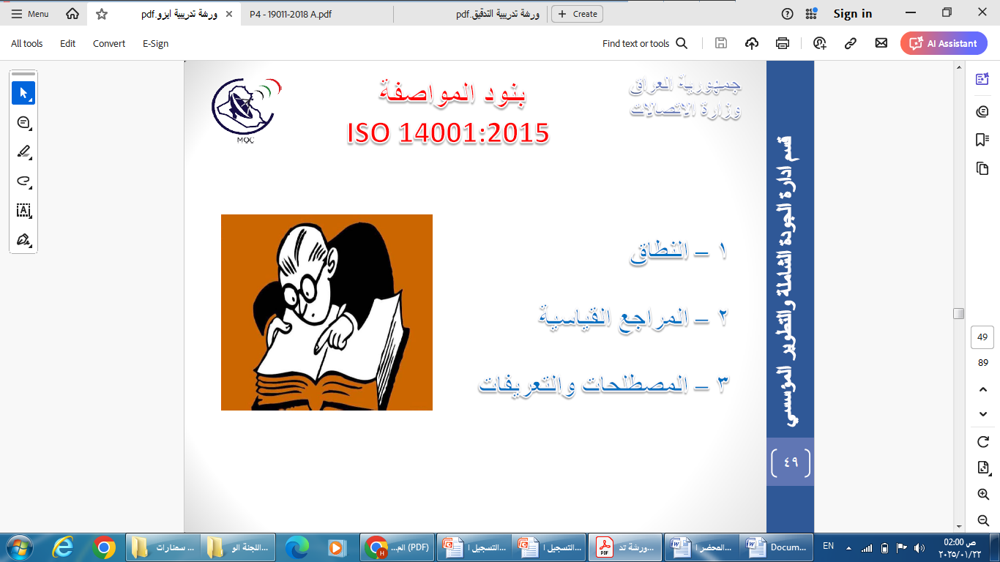 Menu
ورشة تدريبية ايزو.pdf
P4 - 19011-2018 A.pdf
ورشة تدريبية التدقيق.pdf
Create
Sign in
All tools
Edit
Convert
E-Sign
Find text or tools
AI Assistant
جمهورية العراق
وزارة الاتصالات
بنود المواصفة
ISO 14001:2015
MQC
١ – النطاق
٢ – المراجع القياسية
٣ – المصطلحات والتعريفات
قسم ادارة الجودة الشاملة والتطوير المؤسسي
٤٩
49
89
سمنارات ...
اللجنة الو...
(PDF) الم...
التسجيل ا...
التسجيل ا...
ورشة تد...
المحضر ا...
Docum...
EN
02:00 ص
٢٠٢٥/٠١/٢٢